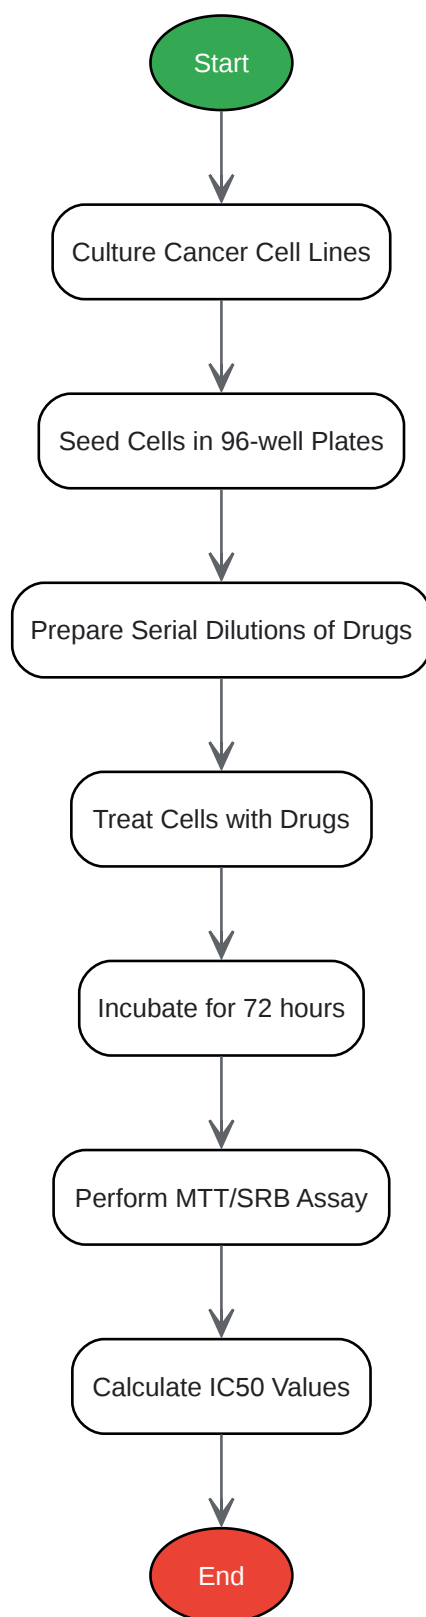 Start
Culture Cancer Cell Lines
Seed Cells in 96-well Plates
Prepare Serial Dilutions of Drugs
Treat Cells with Drugs
Incubate for 72 hours
Perform MTT/SRB Assay
Calculate IC50 Values
End